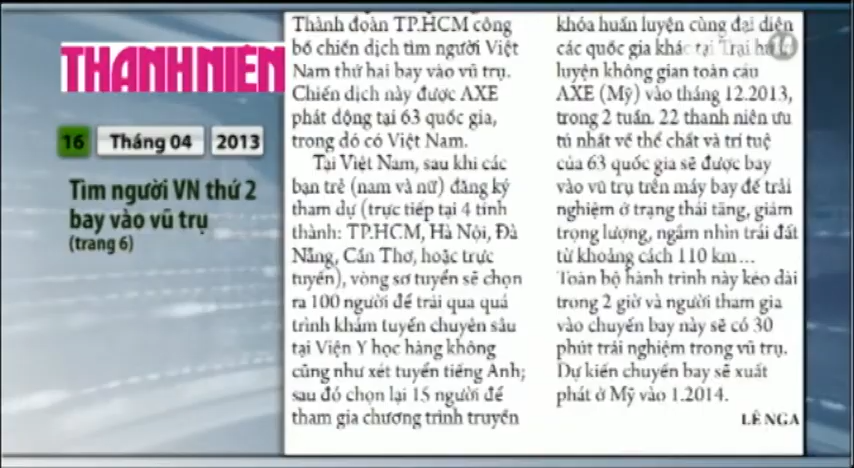 THANH NIÊN
16 Tháng 04 2013
Tìm người VN thứ 2
bay vào vũ trụ
(trang 6)
Thành đoàn TP.HCM công
bố chiến dịch tìm người Việt
Nam thứ hai bay vào vũ trụ.
Chiến dịch này được AXE
phát động tại 63 quốc gia,
trong đó có Việt Nam.
Tại Việt Nam, sau khi các
bạn trẻ (nam và nữ) đăng ký
tham dự (trực tiếp tại 4 tỉnh
thành: TP.HCM, Hà Nội, Đà
Nẵng, Cần Thơ, hoặc trực
tuyến), vòng sơ tuyển sẽ chọn
ra 100 người để trải qua quá
trình khám tuyển chuyên sâu
tại Viện Y học hàng không
cũng như xét tuyển tiếng Anh;
sau đó chọn lại 15 người để
tham gia chương trình truyền
khóa huấn luyện cùng đại diện
các quốc gia khác tại Trại
luyện không gian toàn cầu
AXE (Mỹ) vào tháng 12.2013,
trong 2 tuần. 22 thanh niên ưu
tú nhất về thể chất và trí tuệ
của 63 quốc gia sẽ được bay
vào vũ trụ trên máy bay để trải
nghiệm ở trạng thái tăng, giảm
trọng lượng, ngắm nhìn trái đất
từ khoảng cách 110 km...
Toàn bộ hành trình này kéo dài
trong 2 giờ và người tham gia
vào chuyến bay này sẽ có 30
phút trải nghiệm trong vũ trụ.
Dự kiến chuyến bay sẽ xuất
phát ở Mỹ vào 1.2014.
LÊ NGA